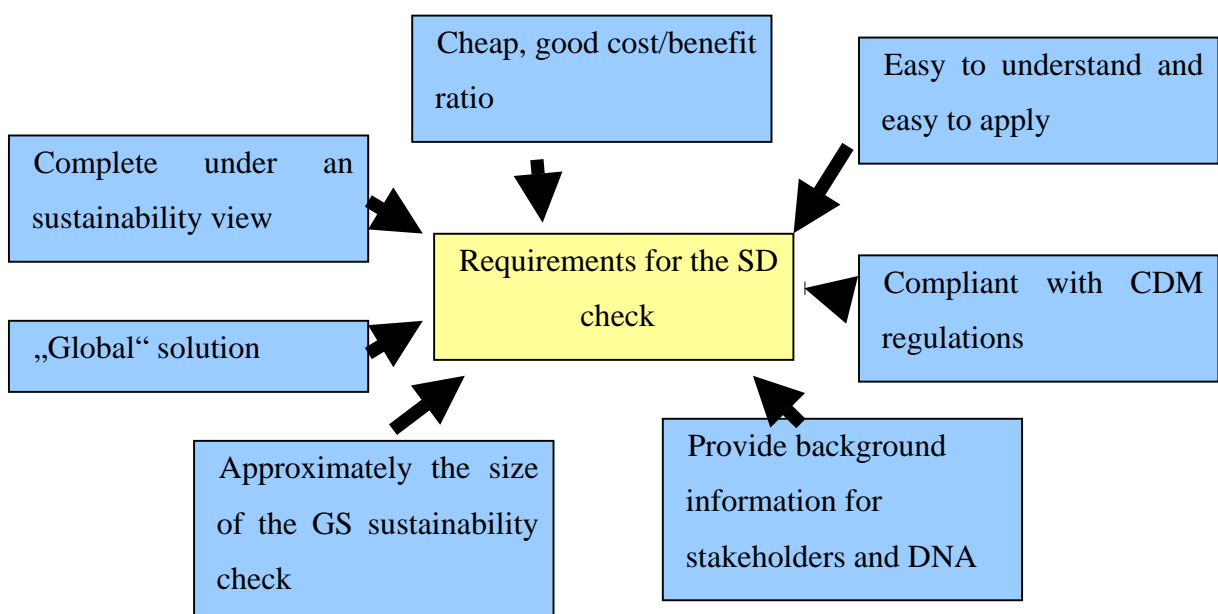 Cheap, good cost/benefit
ratio
Easy to understand and
easy to apply
Complete under an
sustainability view
Requirements for the SD
check
Compliant with CDM
regulations
„Global“ solution
Approximately the size
of the GS sustainability
check
Provide background
information for
stakeholders and DNA